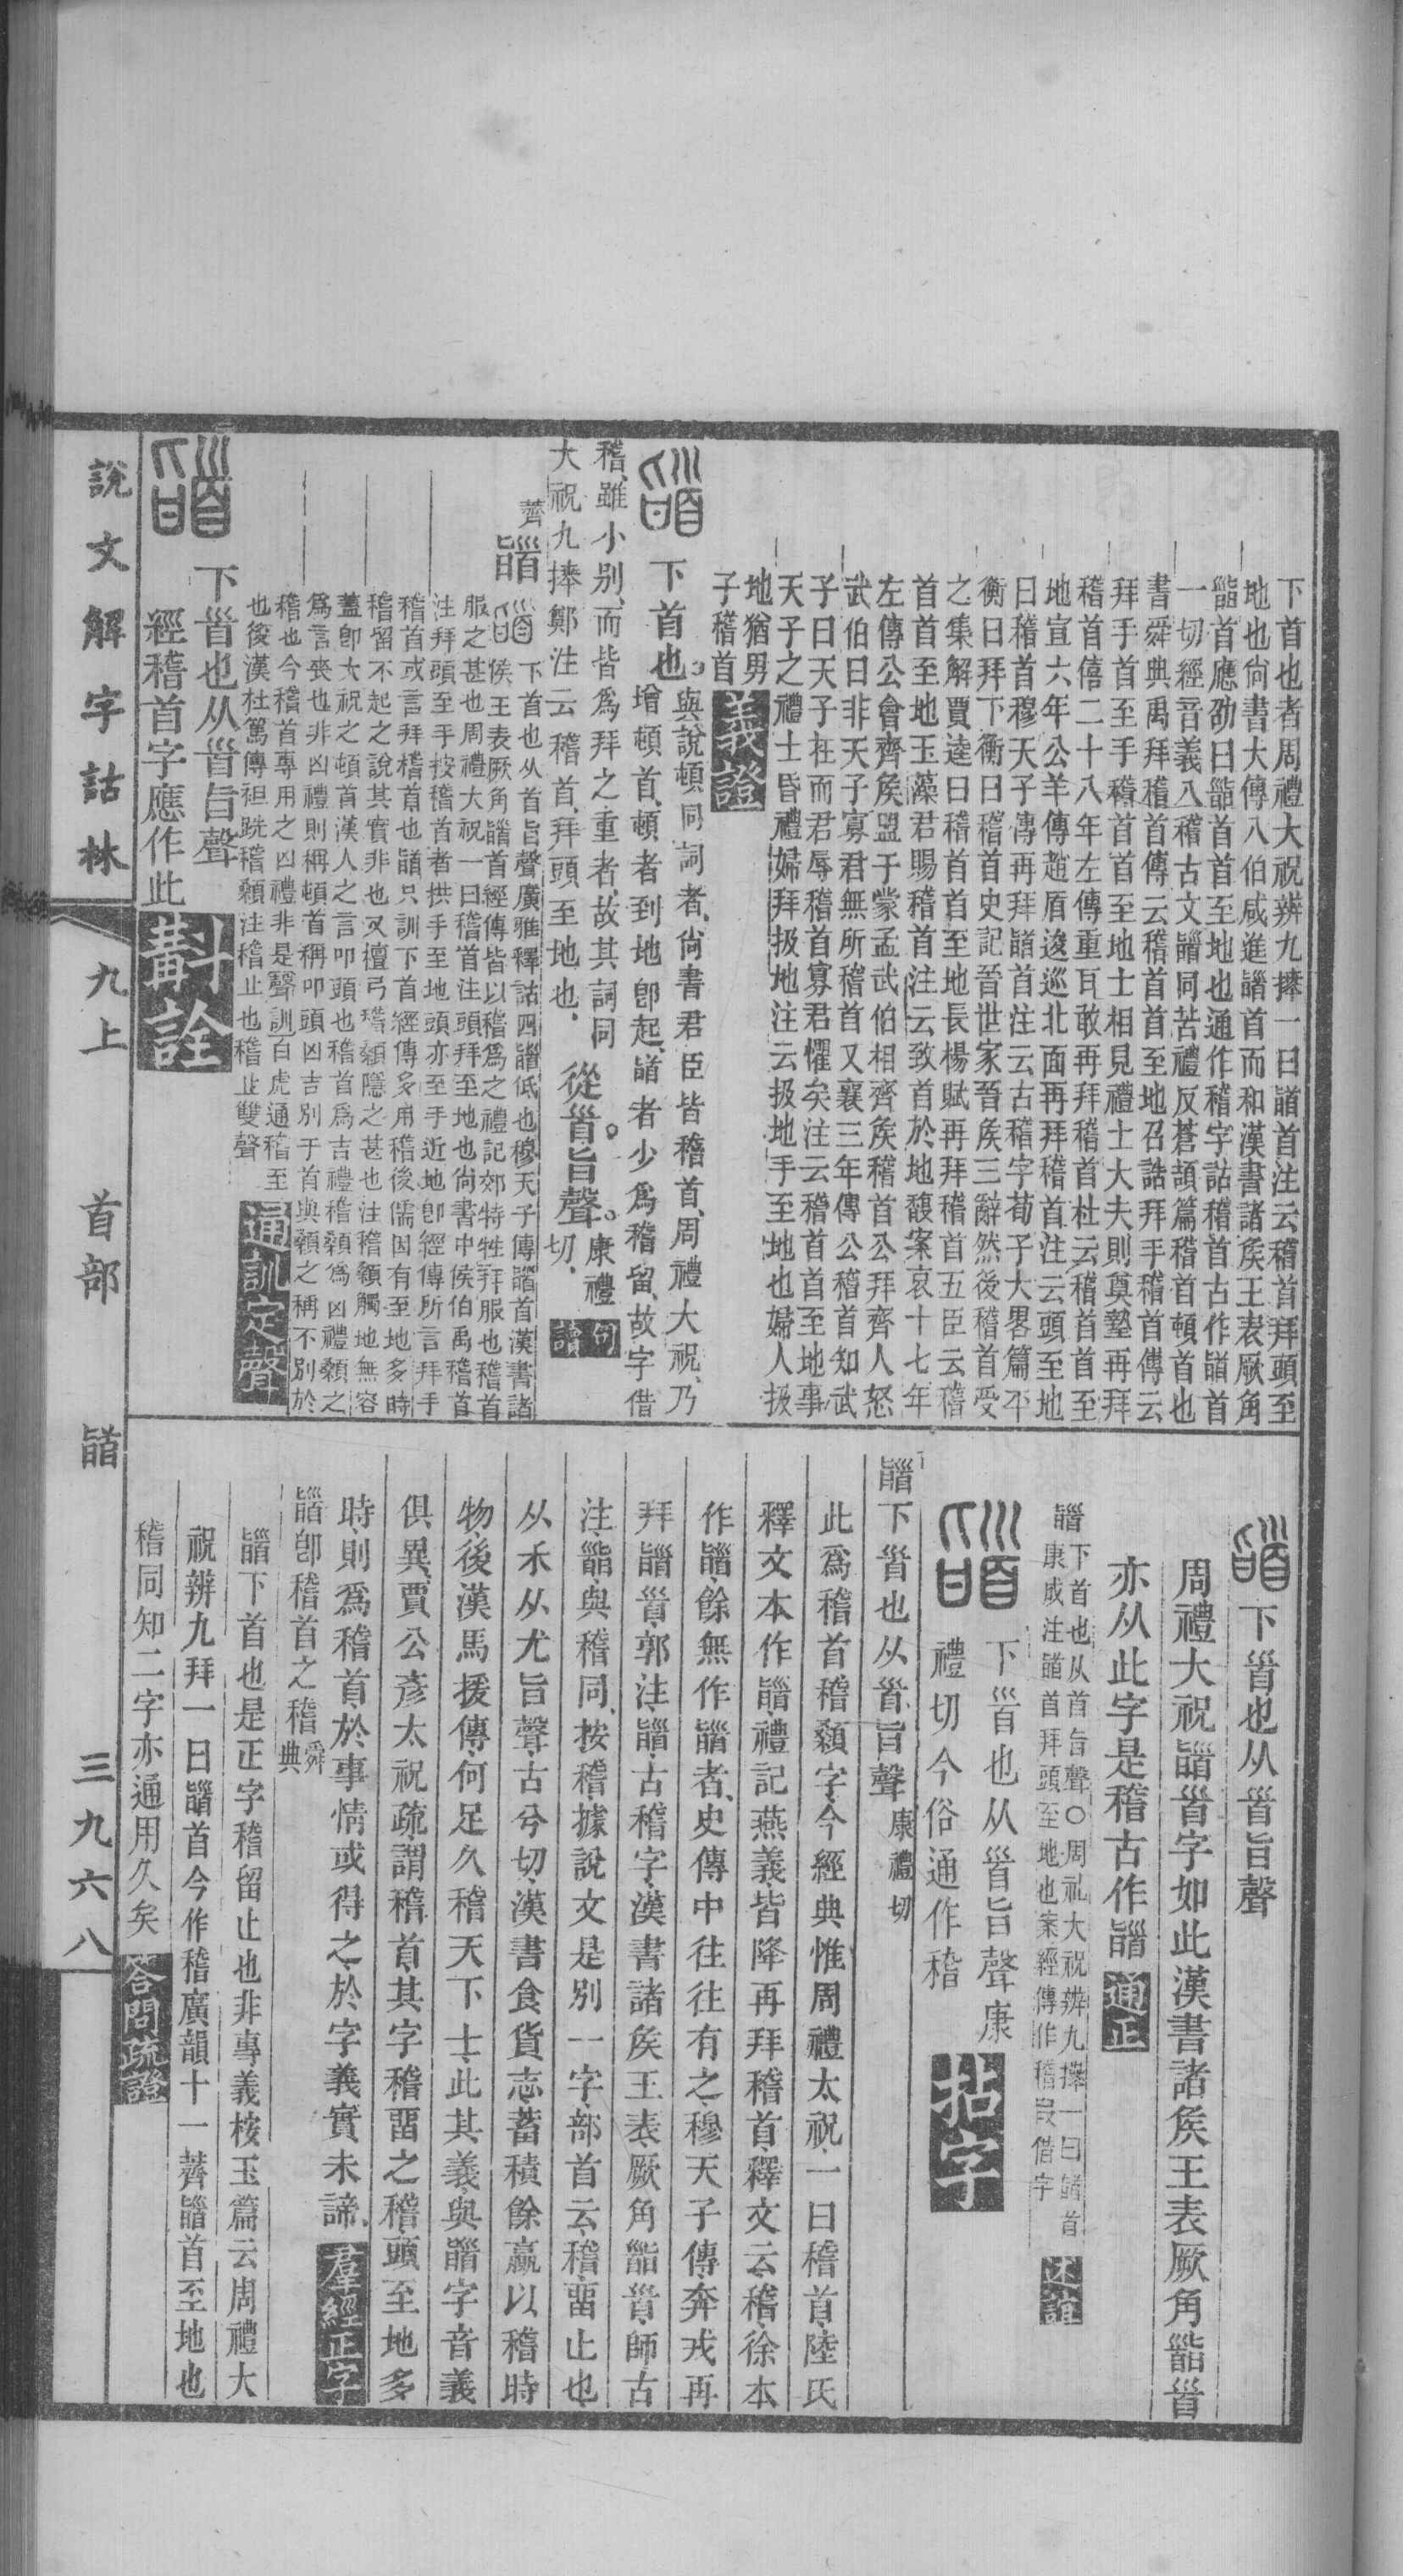 下首也者周禮大祝辨九𢷎一曰䭫首注云稽首拜頭至
地也尙書大傳八伯咸進䭫首而和漢書諸矦王表厥角
䭫首應劭曰䭫首首至地也通作稽字詁稽首古作䭫首
一切經音義八稽古文䭫同苦禮反蒼頡篇稽首頓首也
書舜典禹拜稽首傳云稽首首至地召誥拜手稽首傳云
拜手首至手稽首首至地士相見禮士大夫則奠摯再拜
稽首僖二十八年左傳重耳敢再拜稽首杜云稽首首至
地宣六年公羊傳趙盾逡巡北面再拜稽首注云頭至地
曰稽首穆天子傳再拜䭫首注云古稽字荀子大畧篇平
衡曰拜下衡曰稽首史記晉世家晉矦三辭然後稽首受
之集解賈逵曰稽首首至地長楊賦再拜稽首五臣云稽
首首至地玉藻君賜稽首注云致首於地馥案哀十七年
左傳公會齊矦盟于蒙孟武伯相齊矦稽首公拜齊人怒
武伯曰非天子寡君無所稽首又襄三年傳公稽首知武
子曰天子在而君辱稽首寡君懼矣注云稽首首至地事
天子之禮士昏禮婦拜扱地注云扱地手至地也婦人扱
地猶男
子稽首 義證
䭫 下首也。與說頓同詞者、尙書君臣皆稽首、周禮大祝、乃
增頓首、頓者到地卽起、䭫者少爲稽留、故字借
稽、雖小别、而皆爲拜之重者、故其詞同
大祝九𢷎鄭注云稽首、拜頭至地也、 從𩠐。旨聲。康禮
切、 句讀
薺 䭫 䭫 下首也从首旨聲廣雅釋詁四䭫低也穆天子傳䭫首漢書諸
侯王表厥角䭫首經傳皆以稽爲之禮記郊特牲拜服也稽首
服之甚也周禮大祝一曰稽首注頭拜至地也尙書中侯伯禹稽首
注拜頭至手按稽首者拱手至地頭亦至手近地卽經傳所言拜手
稽首或言拜稽首也䭫只訓下首經傳多用稽後儒因有至地多時
稽留不起之說其實非也又檀弓稽顙隱之甚也注稽顙觸地無容
蓋卽大祝之頓首漢人之言叩頭也稽首爲吉禮稽顙爲凶禮顙之
爲言喪也非凶禮則稱頓首稱叩頭凶吉别于首與顙之稱不别於
稽也今稽首專用之凶禮非是聲訓白虎通稽至
也後漢杜篤傳袒跣稽顙注稽止也稽止雙聲 通訓定聲
䭫 下𩠐也从𩠐旨聲
經稽首字應作此 斠詮
䭫 下𩠐也从𩠐旨聲
周禮大祝䭫𩠐字如此漢書諸矦王表厥角䭫𩠐
亦从此字是稽古作䭫 通正
䭫 下首也从首旨聲○周礼大祝辨九𢷎一曰䭫首
康成注䭫首拜頭至地也案經傳作稽叚借字 述誼
䭫 下𩠐也从𩠐旨聲康
禮切今俗通作稽 拈字
䭫下𩠐也从𩠐、旨聲、康禮切
此爲稽首稽顙字、今經典惟周禮太祝、一曰稽首、陸氏
釋文本作䭫、禮記燕義、皆降再拜稽首、釋文云、稽、徐本
作䭫、餘無作䭫者、史傳中往往有之、穆天子傳、奔戎再
拜䭫𩠐、郭注、䭫、古稽字、漢書諸矦王表、厥角䭫𩠐、師古
注、䭫與稽同、按稽、據說文是别一字、部首云、稽、畱止也、
从禾从尤旨聲、古兮切、漢書食貨志、蓄積餘嬴、以稽時
物、後漢馬援傳、何足久稽天下士、此其義、與䭫字音義
俱異、賈公彥太祝疏、謂稽首、其字稽畱之稽、頭至地多
時、則爲稽首、於事情或得之、於字義實未諦、 羣經正字
䭫卽稽首之稽 舜典
䭫下首也是正字稽留止也非專義桉玉篇云周禮大
祝辨九拜一曰䭫首今作稽廣韻十一薺䭫首至地也
稽同知二字亦通用久矣 答問疏證
說文解字詁林 九上 首部 䭫 三九六八